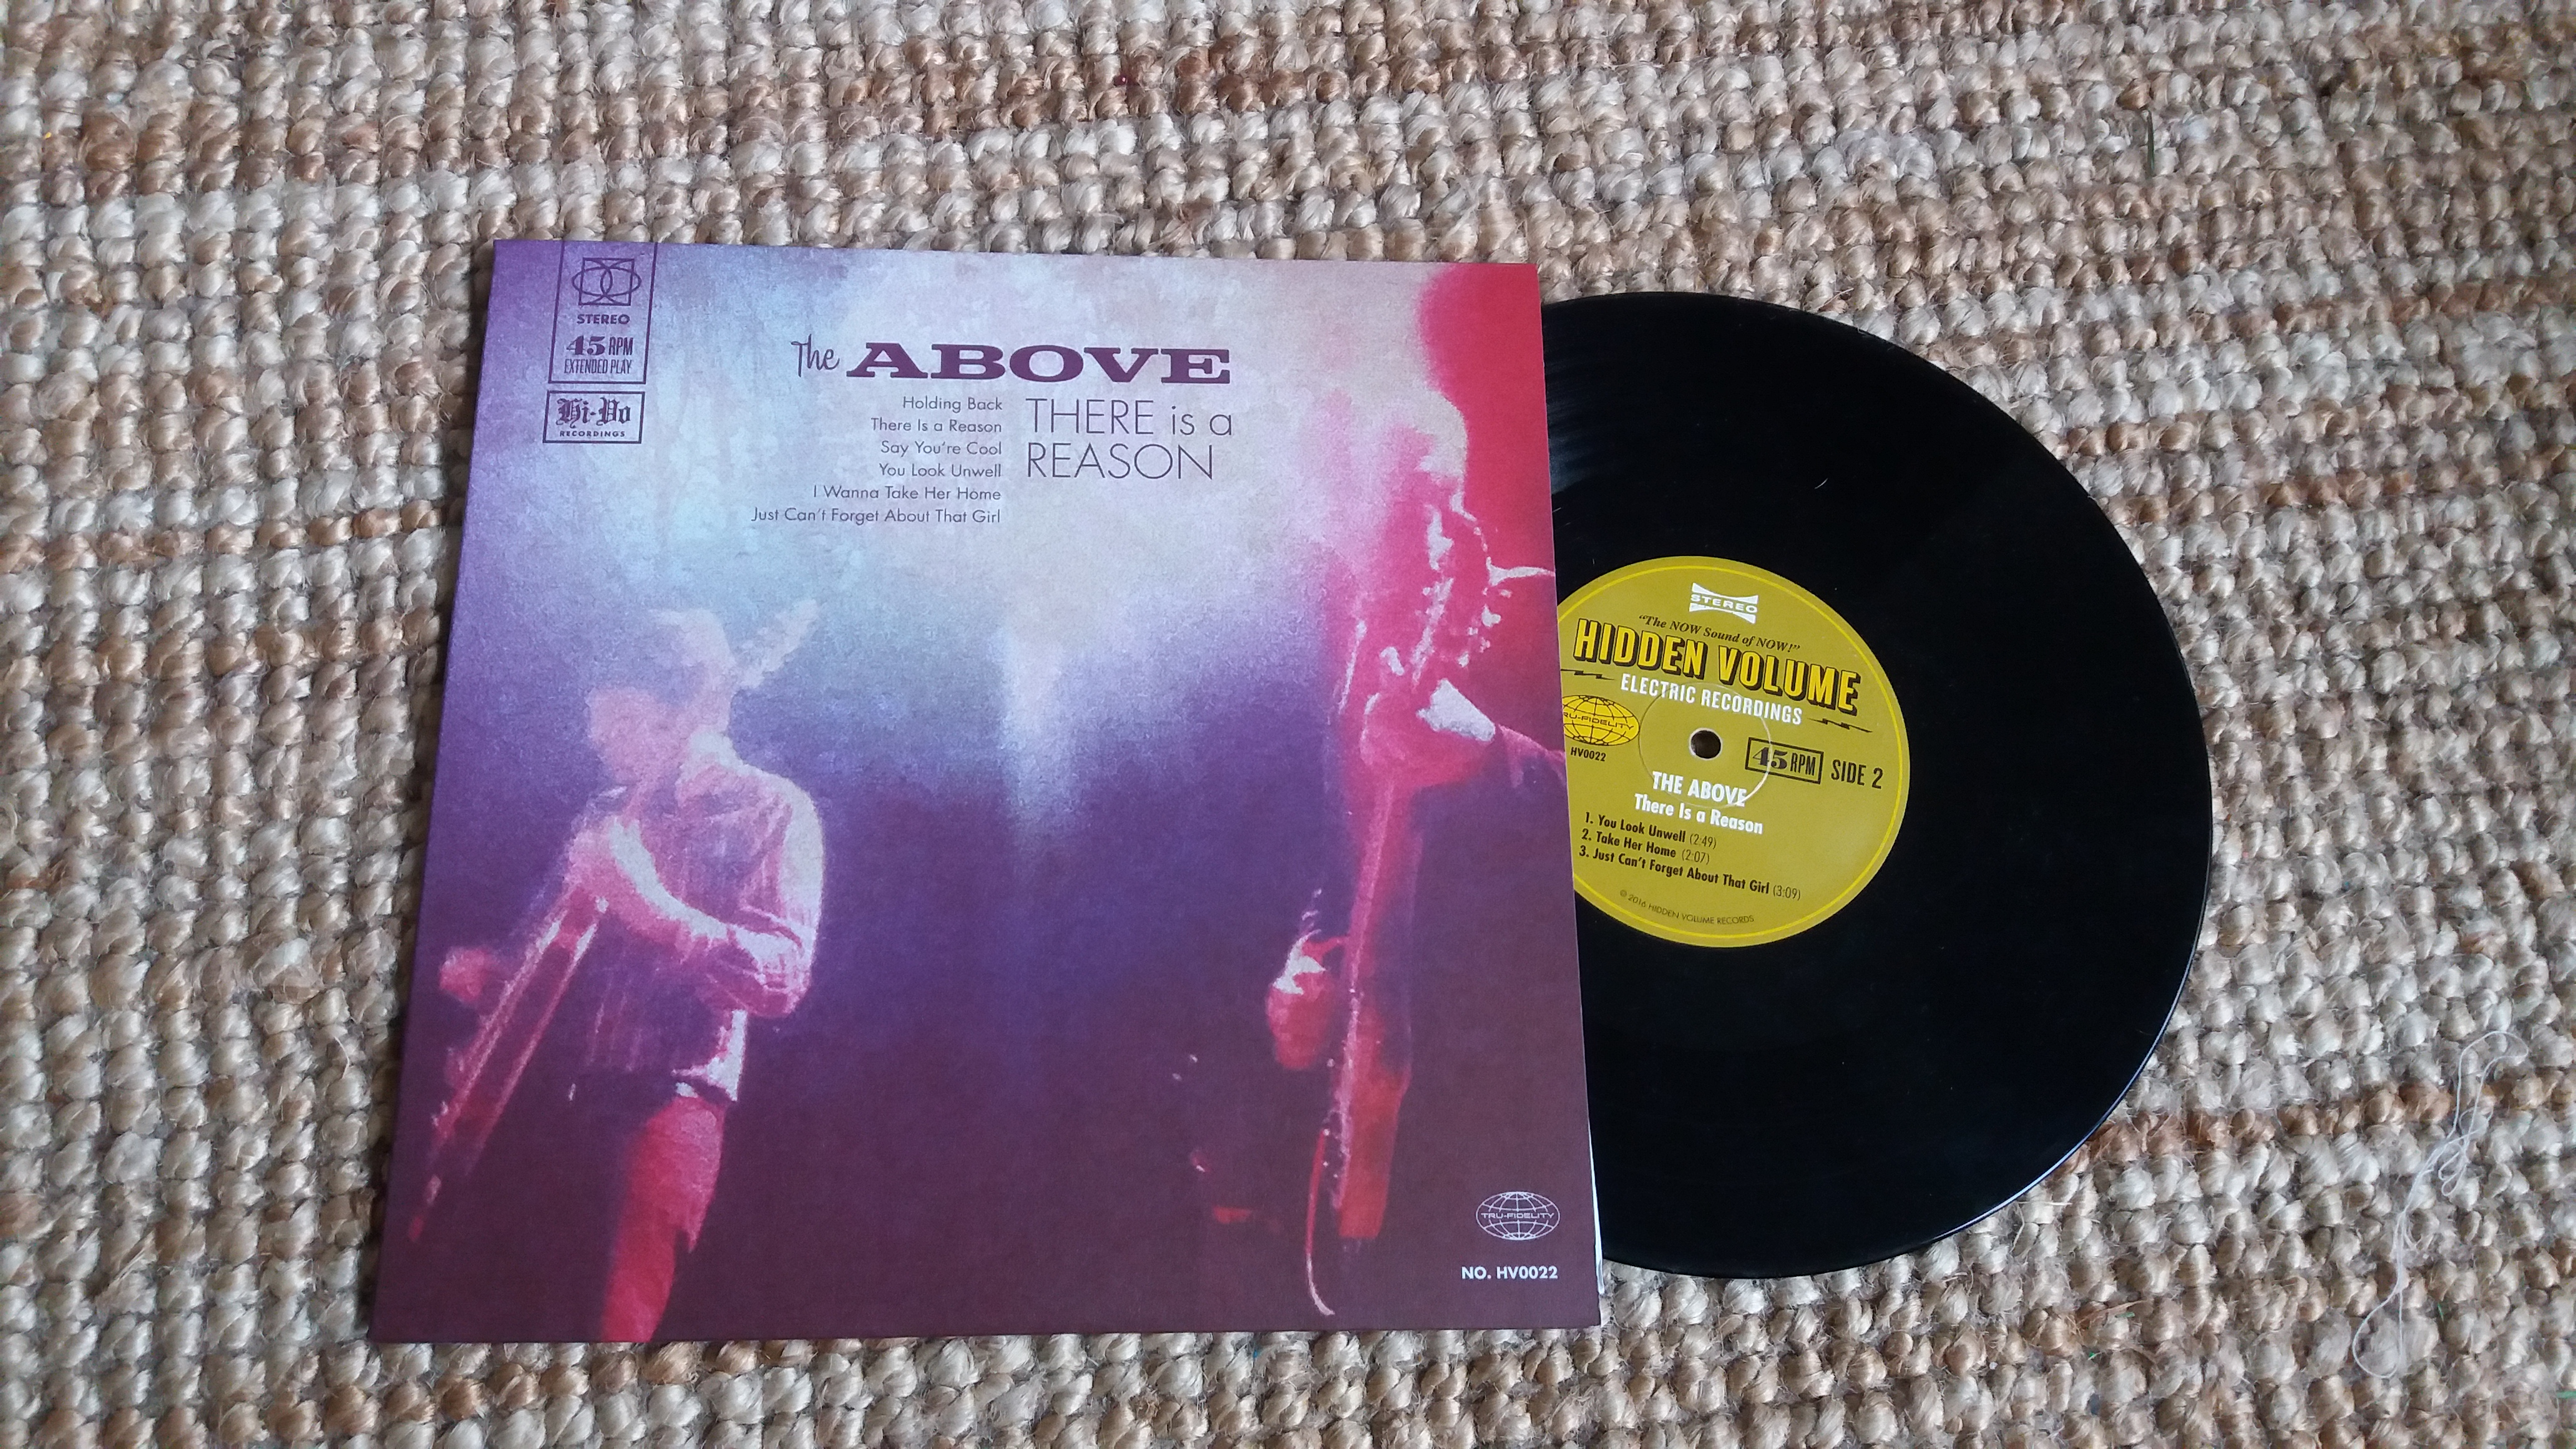 STEREO
45 RPM
EXTENDED PLAY
Hi-Vo
RECORDINGS
The ABOVE
Holding Back
There Is a Reason
Say You're Cool
You Look Unwell
I Wanna Take Her Home
Just Can't Forget About That Girl
THERE is a
REASON
TRU-FIDELITY
NO. HV0022
STEREO
"The NOW Sound of NOW!"
HIDDEN VOLUME
ELECTRIC RECORDINGS
RU-FIDELITY
HV0022
45 RPM SIDE 2
THE ABOVE
There Is a Reason
1. You Look Unwell (2:49)
2. Take Her Home (2:07)
3. Just Can't Forget About That Girl (3:09)
© 2016 HIDDEN VOLUME RECORDS